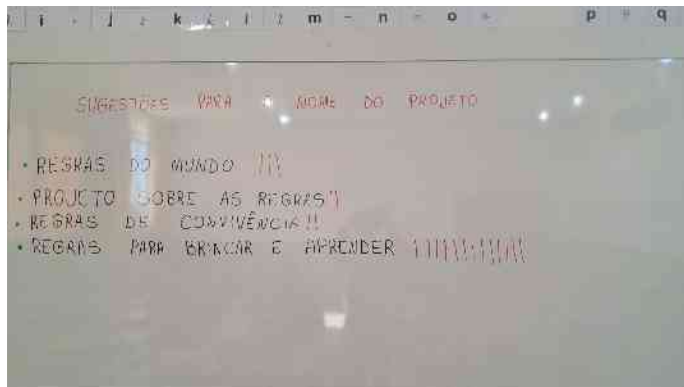 i j k l m n o p q
SUGESTÕES PARA O NOME DO PROJETO
• REGRAS DO MUNDO |||
• PROJETO SOBRE AS REGRAS ||
• REGRAS DE CONVIVÊNCIA ||
• REGRAS PARA BRINCAR E APRENDER